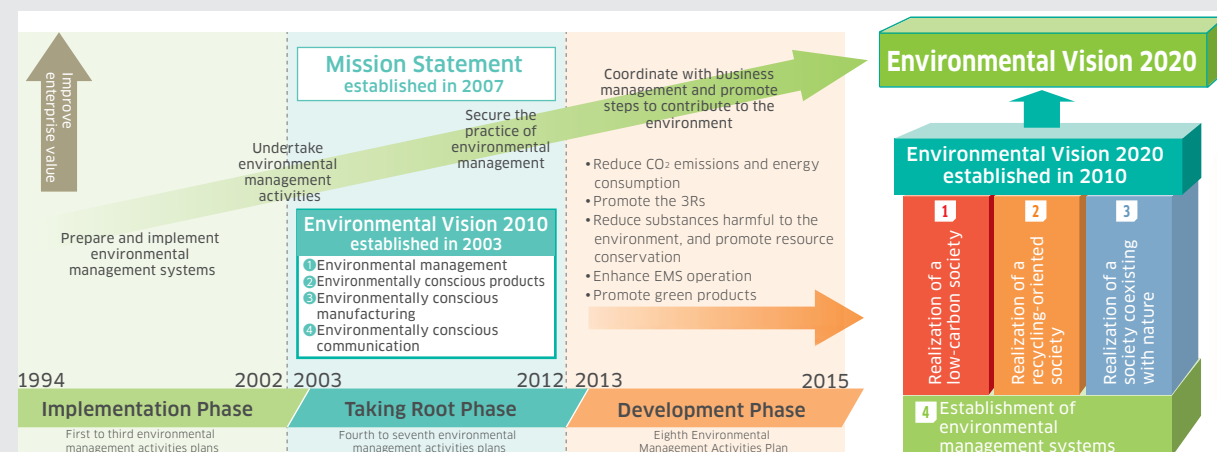 Improve
enterprise value
Mission Statement
established in 2007
Coordinate with business
management and promote
steps to contribute to the
environment
Secure the
practice of
environmental
management
Undertake
environmental
management
activities
Prepare and implement
environmental
management systems
Environmental Vision 2010
established in 2003
1 Environmental management
2 Environmentally conscious products
3 Environmentally conscious
manufacturing
4 Environmentally conscious
communication
• Reduce CO2 emissions and energy
consumption
• Promote the 3Rs
• Reduce substances harmful to the
environment, and promote resource
conservation
• Enhance EMS operation
• Promote green products
1994 2002 2003 2012 2013 2015
Implementation Phase
Taking Root Phase
Development Phase
First to third environmental
management activities plans
Fourth to seventh environmental
management activities plans
Eighth Environmental
Management Activities Plan
Environmental Vision 2020
Environmental Vision 2020
established in 2010
1
Realization of a
low-carbon society
2
Realization of a
recycling-oriented
society
3
Realization of a
society coexisting
with nature
4 Establishment of
environmental
management systems